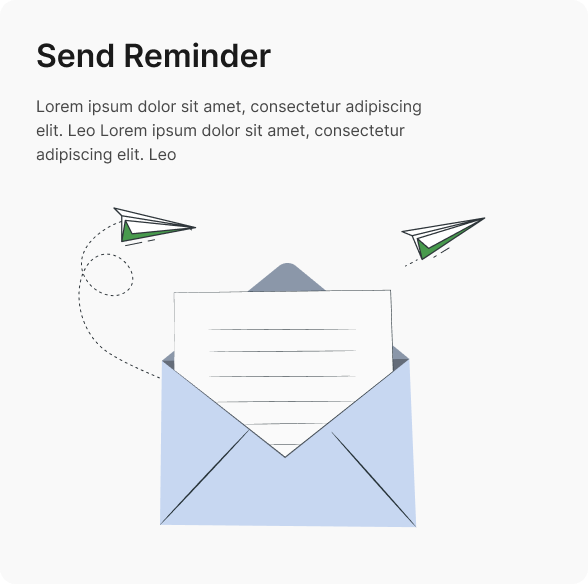 Send Reminder
Lorem ipsum dolor sit amet, consectetur adipiscing
elit. Leo Lorem ipsum dolor sit amet, consectetur
adipiscing elit. Leo